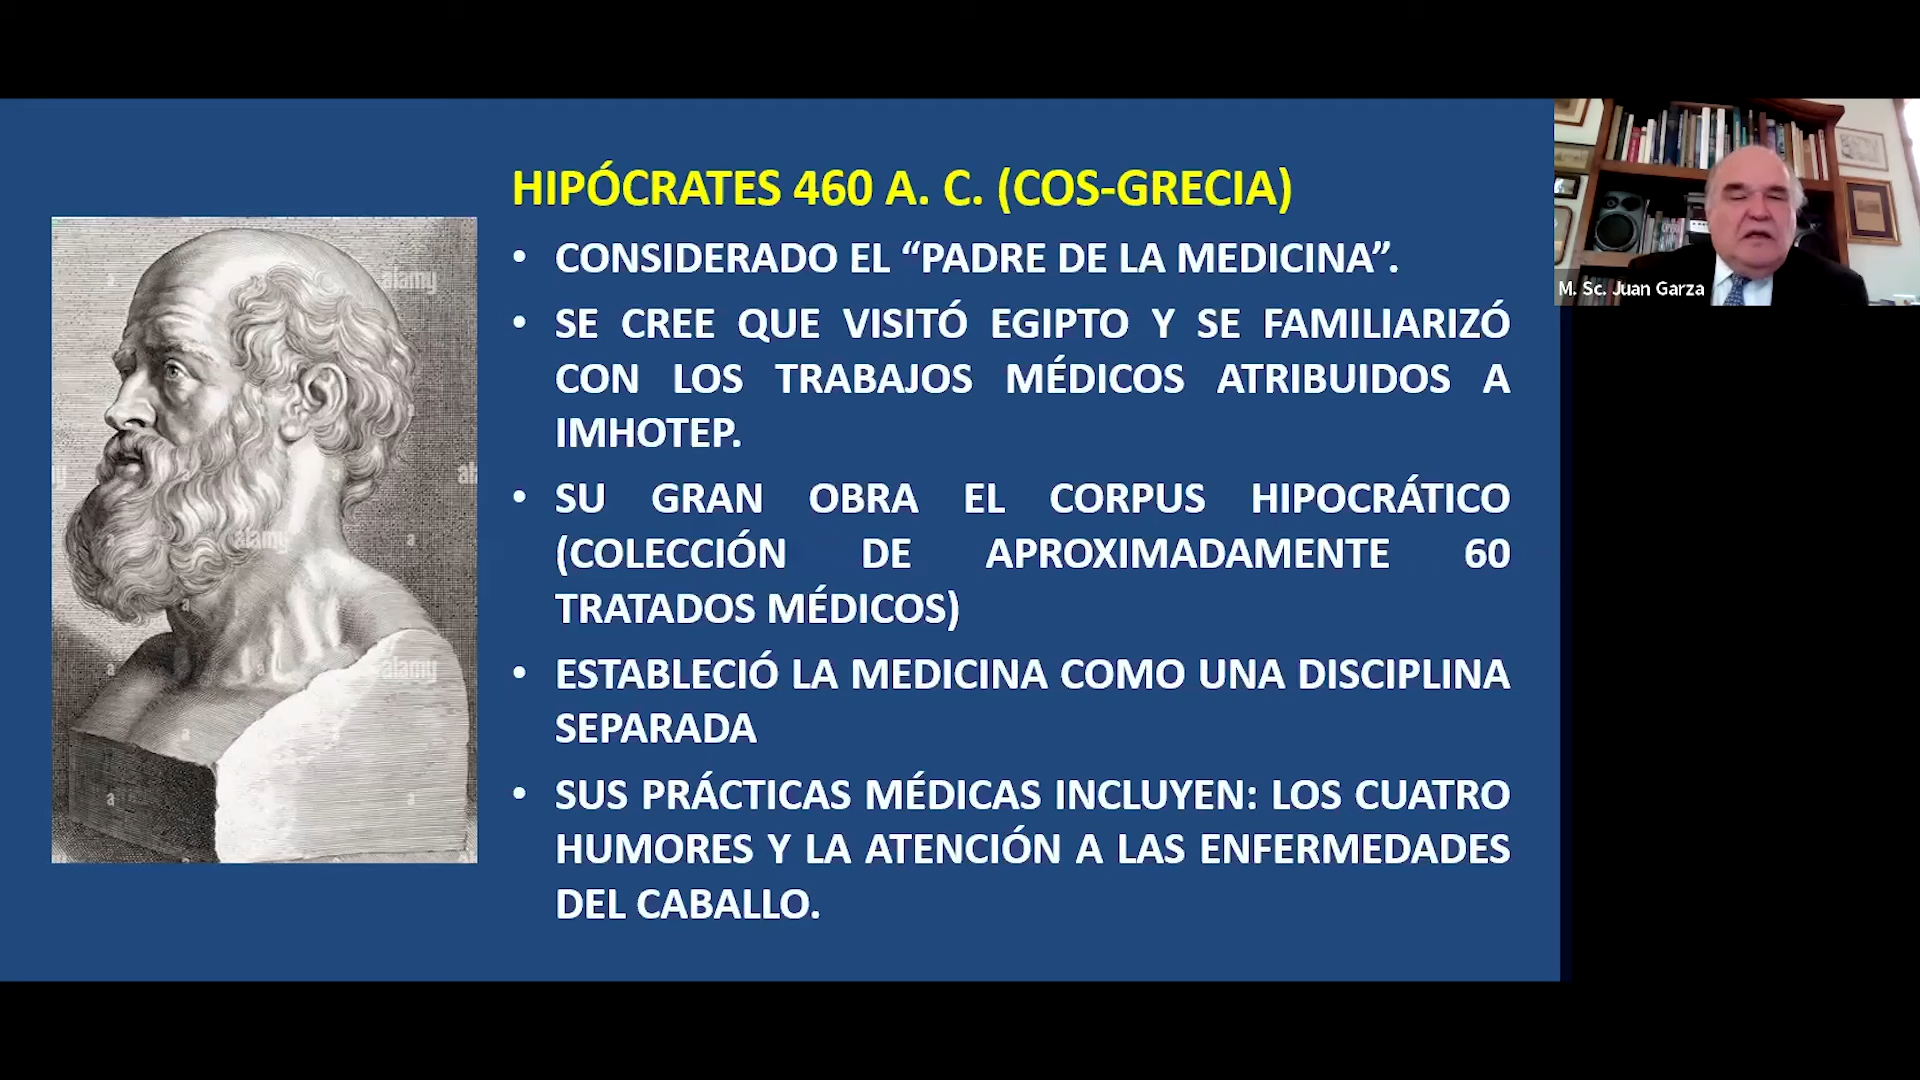 HIPÓCRATES 460 A. C. (COS-GRECIA)
• CONSIDERADO EL “PADRE DE LA MEDICINA”.
• SE CREE QUE VISITÓ EGIPTO Y SE FAMILIARIZÓ
CON LOS TRABAJOS MÉDICOS ATRIBUIDOS A
IMHOTEP.
• SU GRAN OBRA EL CORPUS HIPOCRÁTICO
(COLECCIÓN DE APROXIMADAMENTE 60
TRATADOS MÉDICOS)
• ESTABLECIÓ LA MEDICINA COMO UNA DISCIPLINA
SEPARADA
• SUS PRÁCTICAS MÉDICAS INCLUYEN: LOS CUATRO
HUMORES Y LA ATENCIÓN A LAS ENFERMEDADES
DEL CABALLO.
M. Sc. Juan Garza
alamy
alamy
alamy